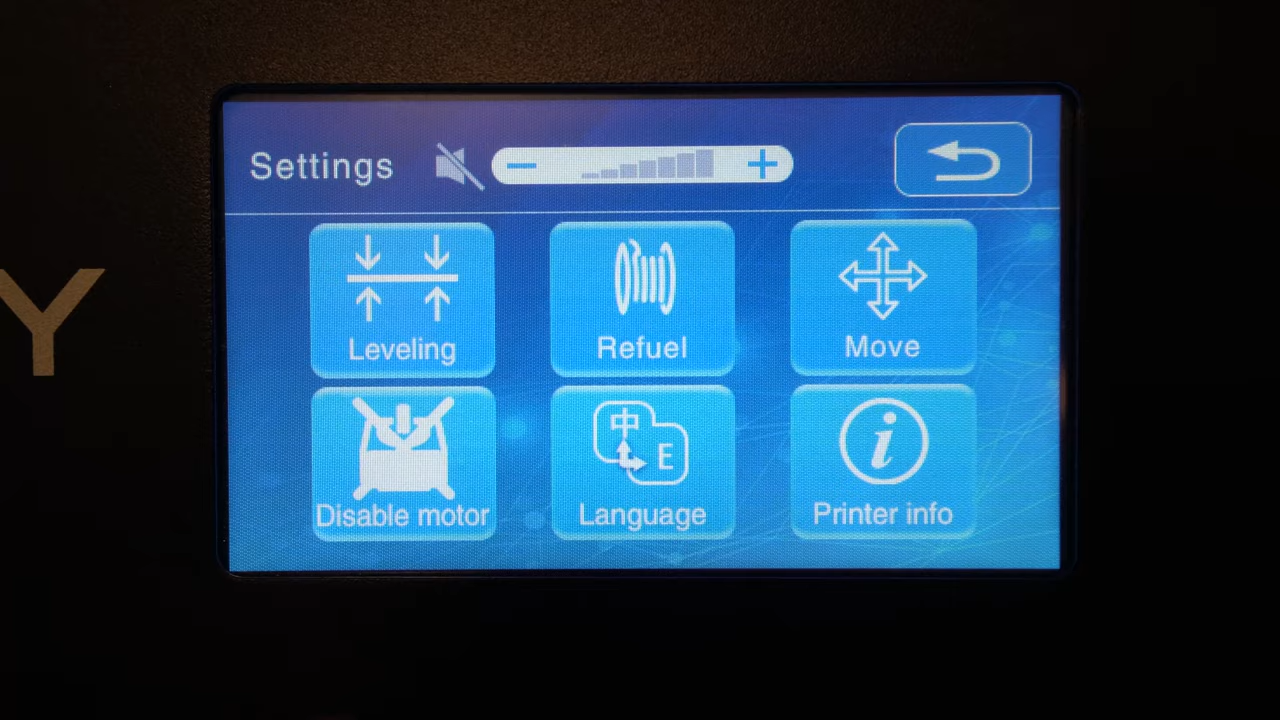 Settings
Y
Leveling
Refuel
Move
中
E
i
Disable motor
Language
Printer info